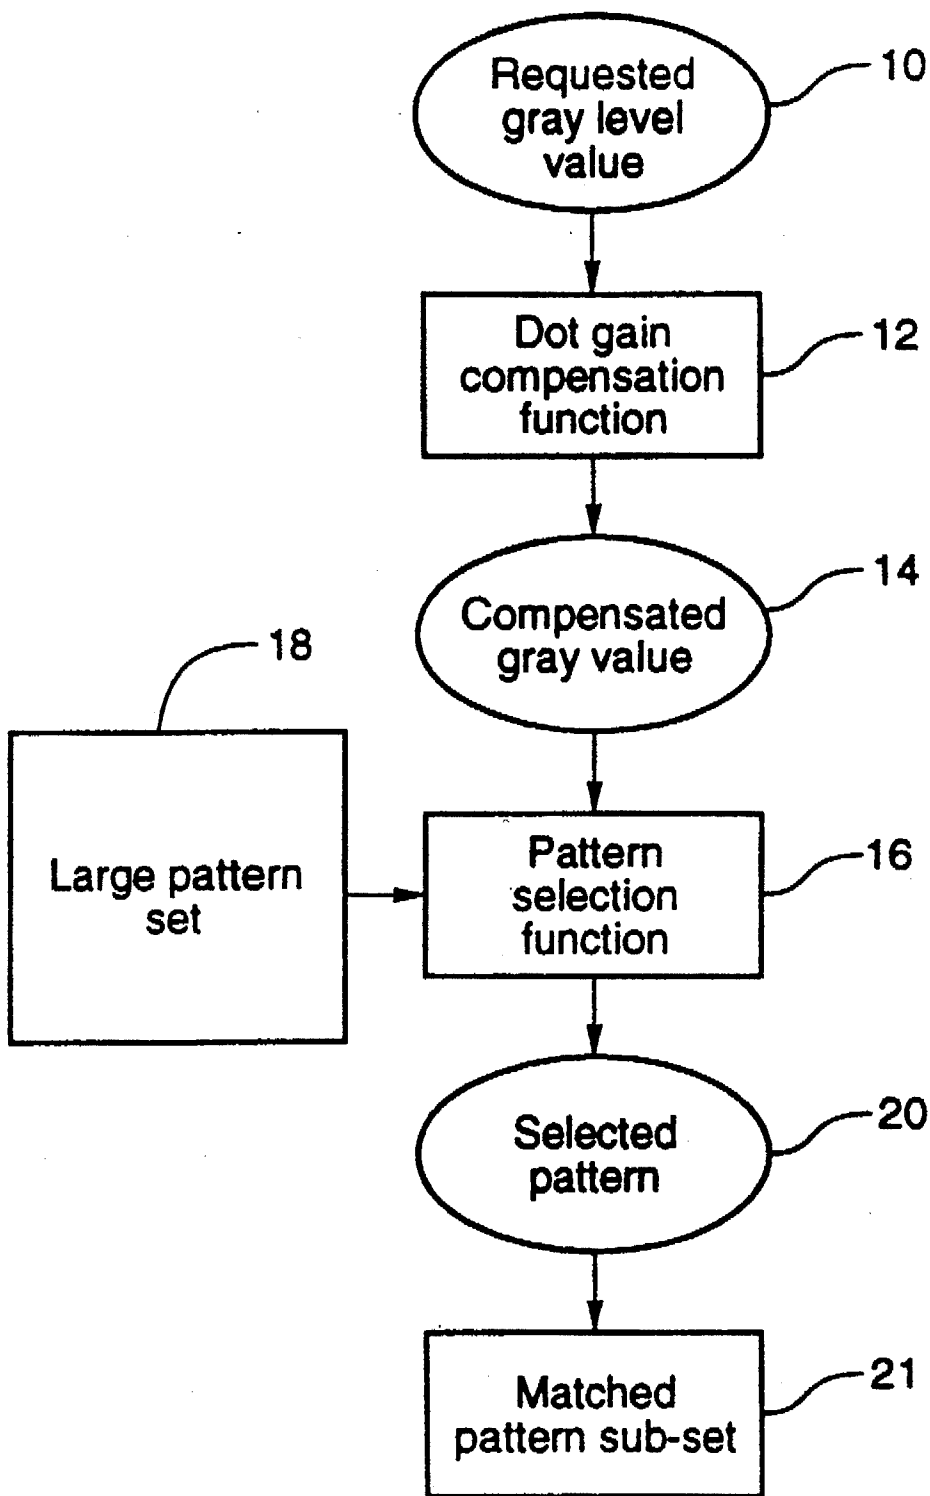 Requested
gray level
value
10
Dot gain
compensation
function
12
Compensated
gray value
14
18
Large pattern
set
Pattern
selection
function
16
Selected
pattern
20
Matched
pattern sub-set
21